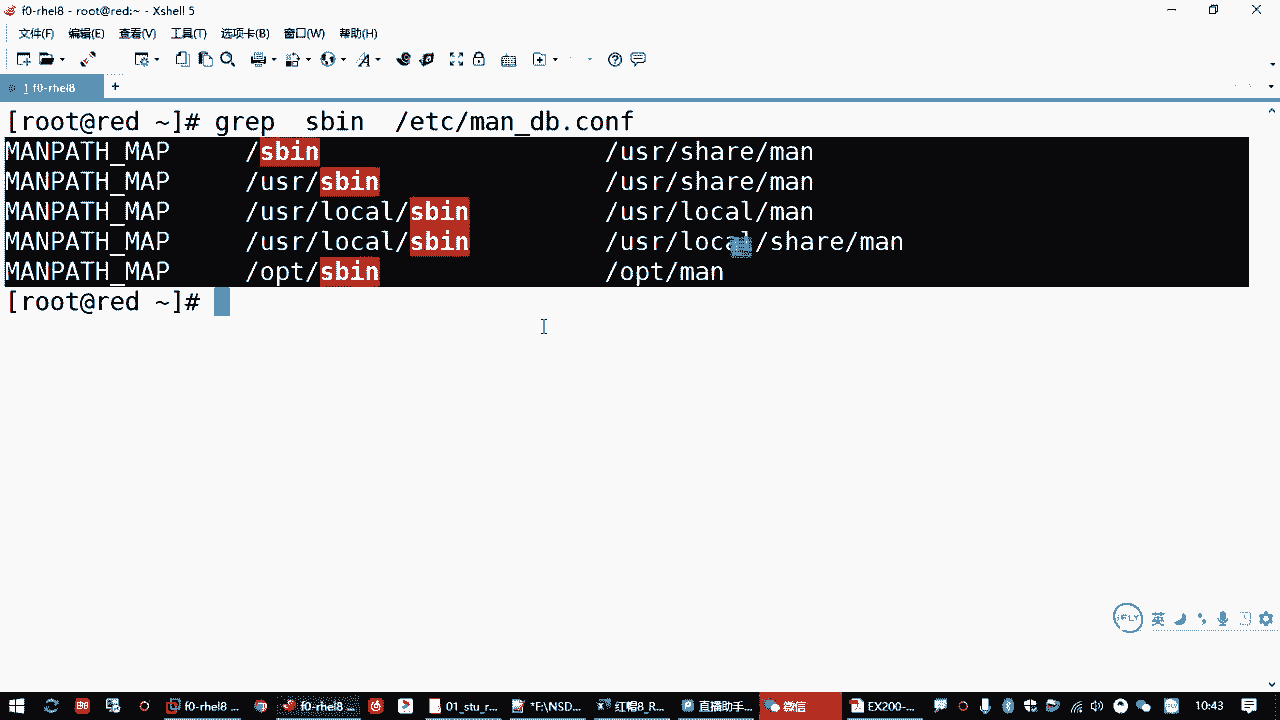 f0-rhel8 - root@red:~ - Xshell 5
文件(F) 编辑(E) 查看(V) 工具(T) 选项卡(B) 窗口(W) 帮助(H)
1 f0-rhel8 +
[root@red ~]# grep  sbin  /etc/man_db.conf
MANPATH_MAP     /sbin                   /usr/share/man
MANPATH_MAP     /usr/sbin               /usr/share/man
MANPATH_MAP     /usr/local/sbin         /usr/local/man
MANPATH_MAP     /usr/local/sbin         /usr/local/share/man
MANPATH_MAP     /opt/sbin               /opt/man
[root@red ~]#
iFLY 英
f0-rhel8 ... f0-rhel8 ... 01_stu_r... *F:\NSD... 红帽8_R... 直播助手... 微信 EX200-... 10:43